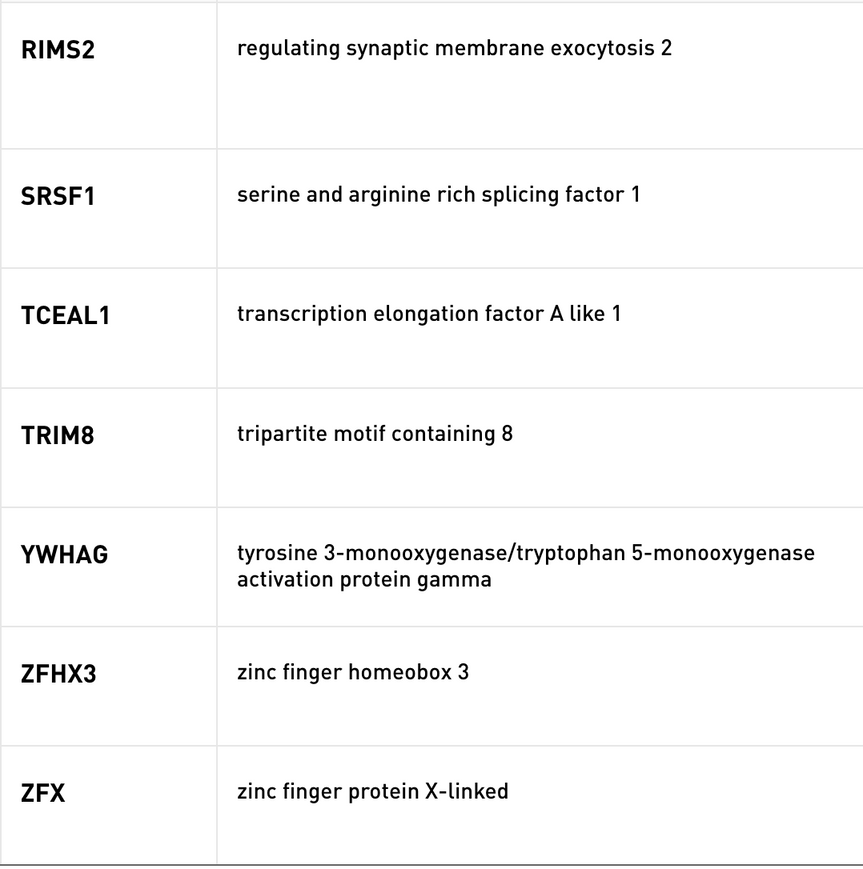 RIMS2
regulating synaptic membrane exocytosis 2
SRSF1
serine and arginine rich splicing factor 1
TCEAL1
transcription elongation factor A like 1
TRIM8
tripartite motif containing 8
YWHAG
tyrosine 3-monooxygenase/tryptophan 5-monooxygenase
activation protein gamma
ZFHX3
zinc finger homeobox 3
ZFX
zinc finger protein X-linked